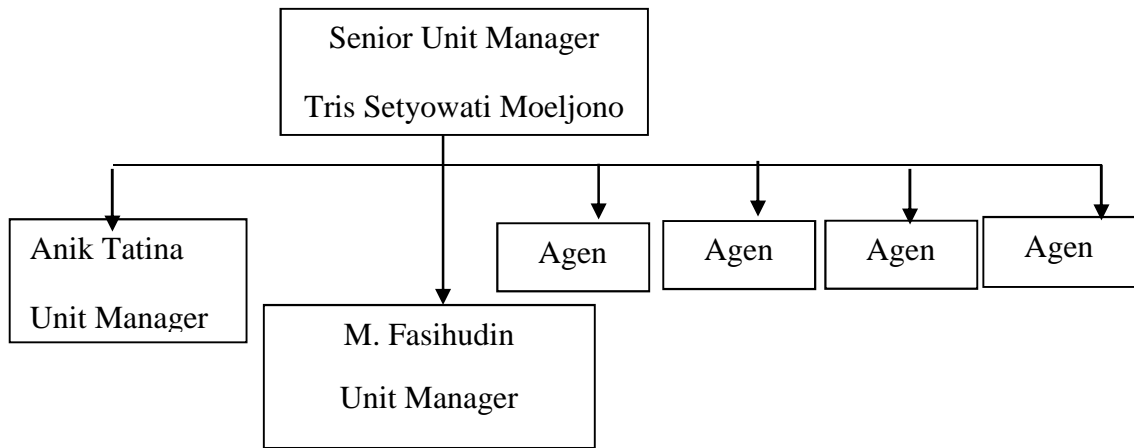 Senior Unit Manager
Tris Setyowati Moeljono
Anik Tatina
Unit Manager
M. Fasihudin
Unit Manager
Agen
Agen
Agen
Agen